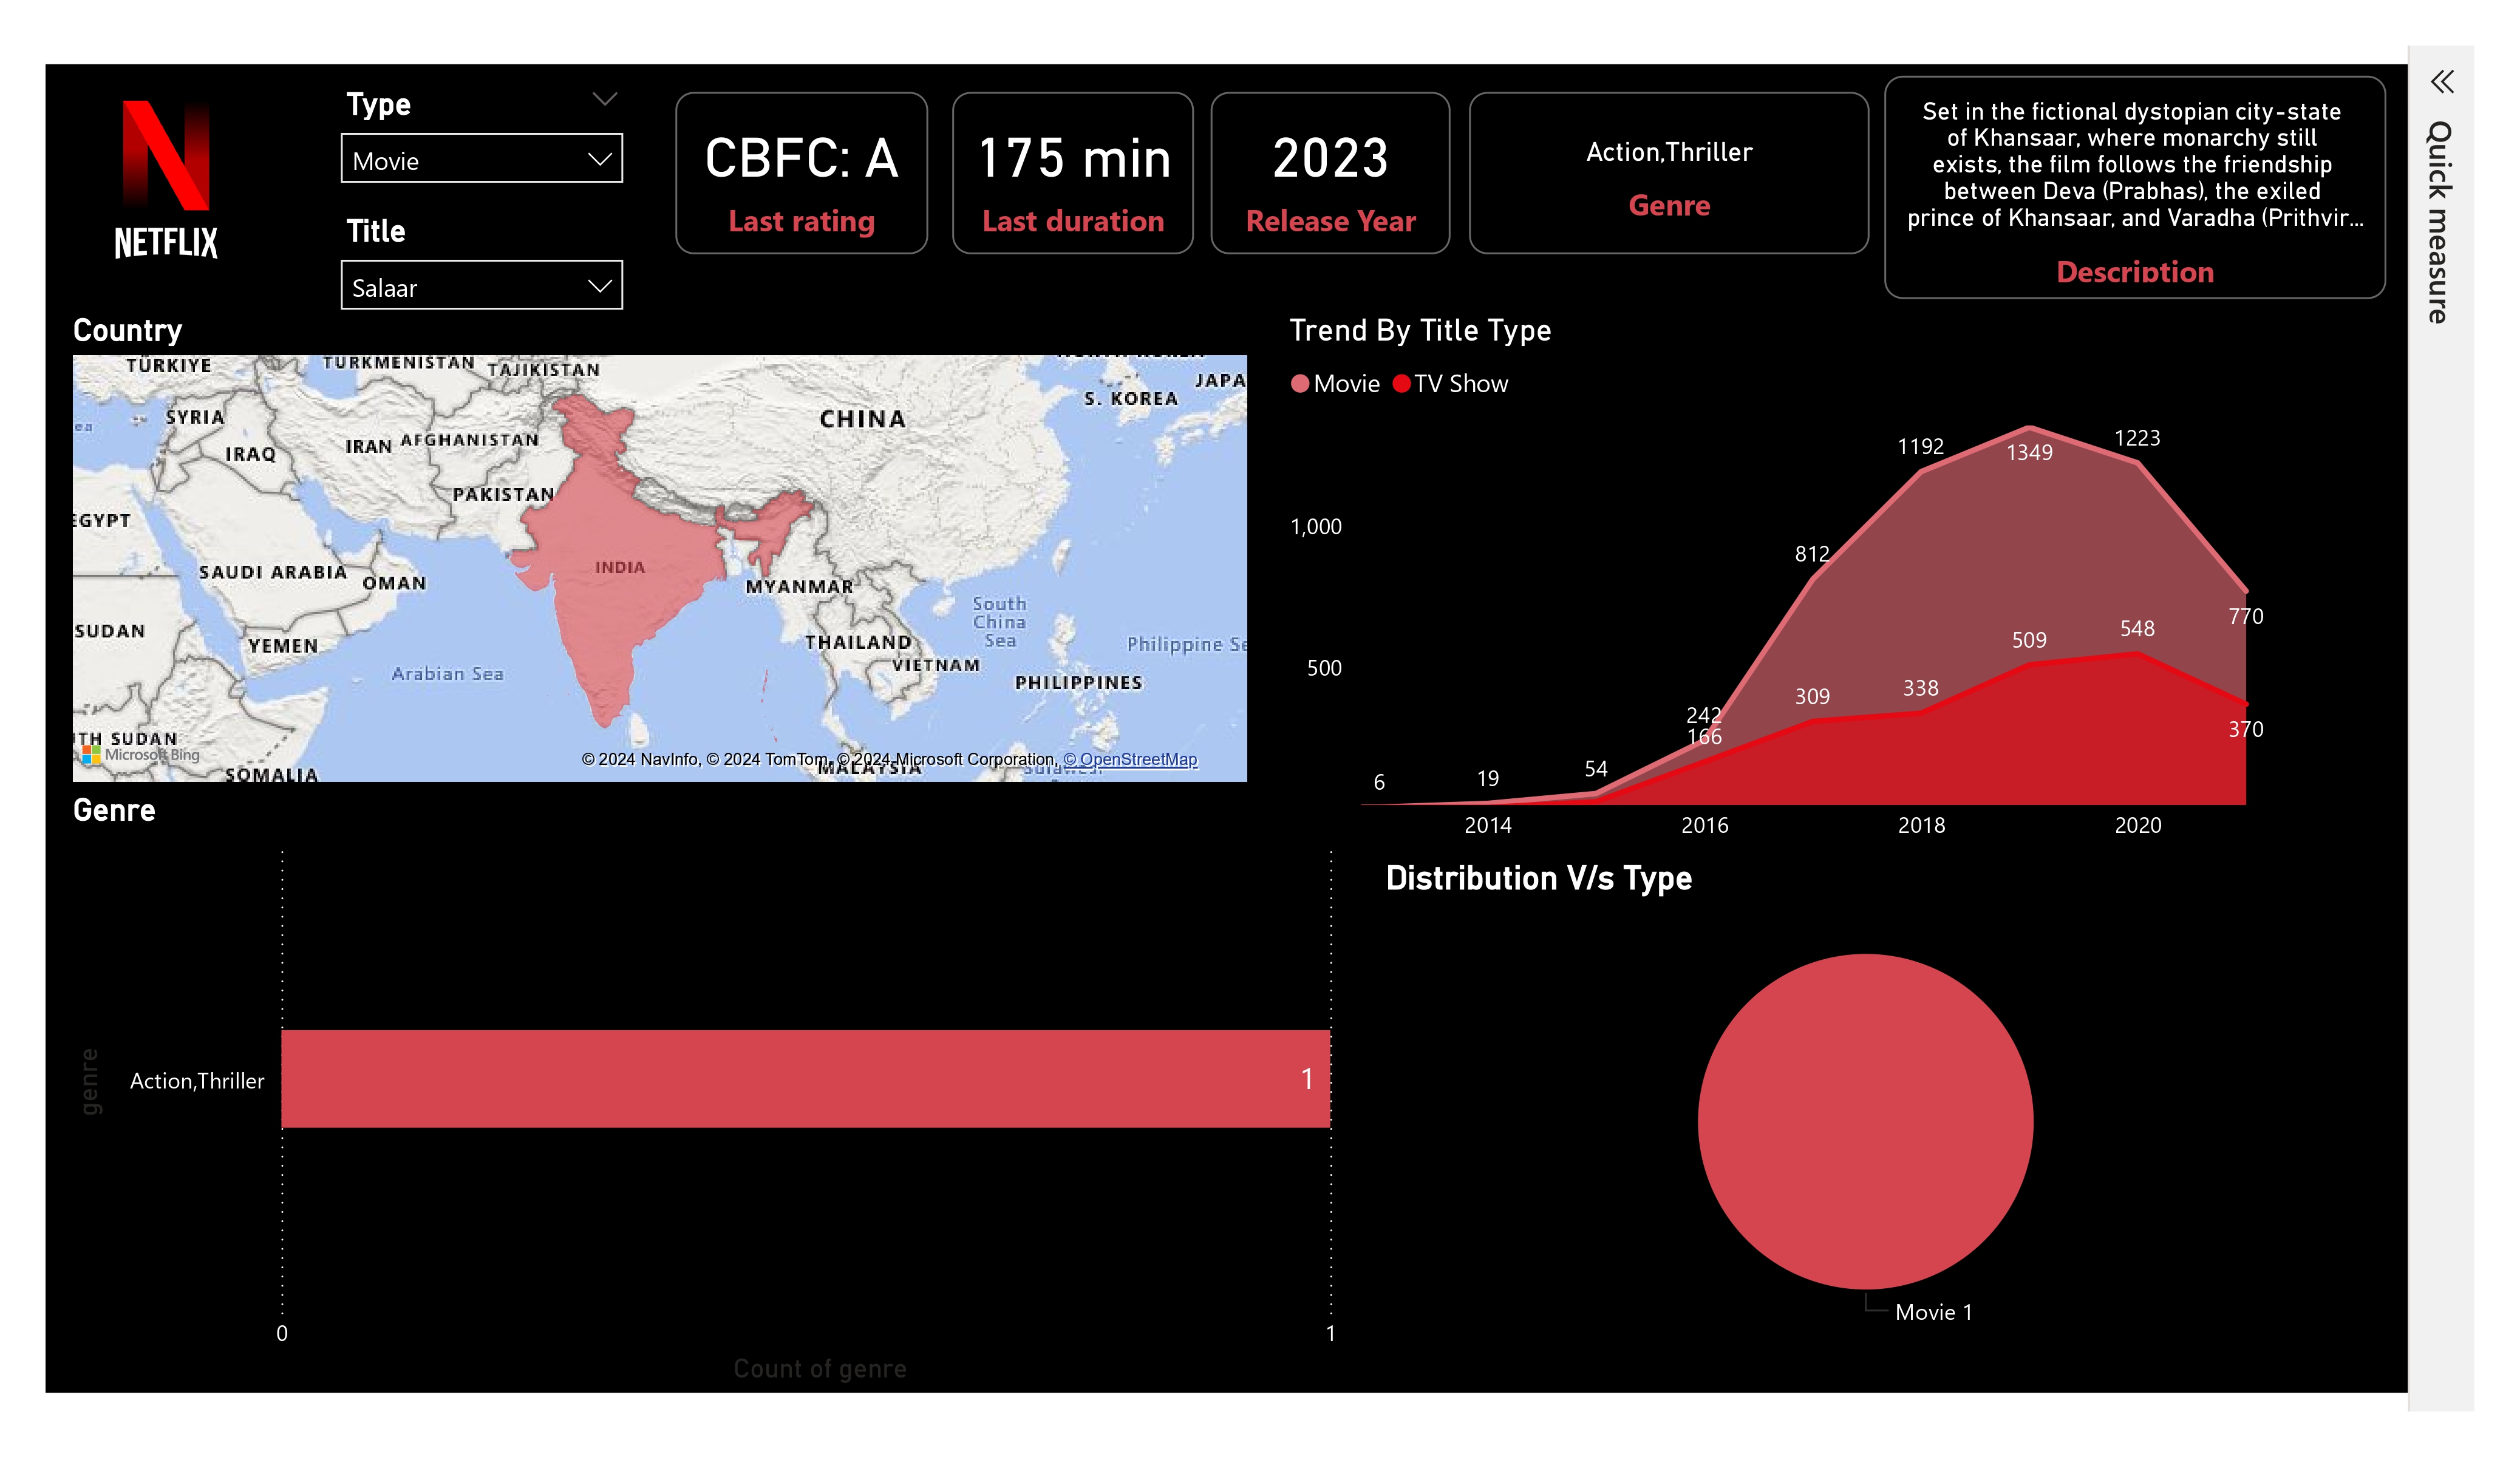 NETFLIX
Type
Movie
Title
Salaar
CBFC: A
Last rating
175 min
Last duration
2023
Release Year
Action,Thriller
Genre
Set in the fictional dystopian city-state
of Khansaar, where monarchy still
exists, the film follows the friendship
between Deva (Prabhas), the exiled
prince of Khansaar, and Varadha (Prithvir...
Description
Quick measure
Country
TÜRKIYE
TURKMENISTAN
TAJIKISTAN
JAPA
S. KOREA
SYRIA
CHINA
ea
IRAQ
IRAN
AFGHANISTAN
PAKISTAN
EGYPT
SAUDI ARABIA
OMAN
INDIA
MYANMAR
South
China
Sea
SUDAN
YEMEN
THAILAND
VIETNAM
Philippine Se
Arabian Sea
PHILIPPINES
TH SUDAN
Microsoft Bing
SOMALIA
MALAYSIA
© 2024 NavInfo, © 2024 TomTom, © 2024 Microsoft Corporation, © OpenStreetMap
Trend By Title Type
Movie TV Show
1,000
500
6
19
54
242
166
812
309
1192
338
1349
509
1223
548
770
370
2014 2016 2018 2020
Genre
genre
Action,Thriller
1
0 1
Count of genre
Distribution V/s Type
Movie 1